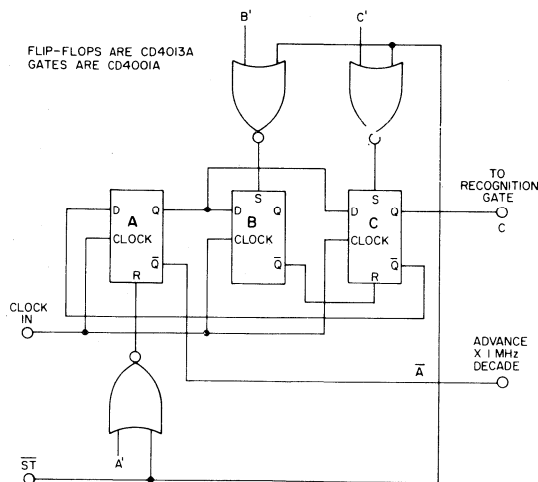 B'
C'
FLIP-FLOPS ARE CD4013A
GATES ARE CD4001A
S
S
TO
RECOGNITION
GATE
C
D
A
Q
D
B
Q
D
C
Q
CLOCK
CLOCK
CLOCK
Q̅
Q̅
Q̅
R
R
CLOCK
IN
A̅
ADVANCE
X 1 MHz
DECADE
A'
S̅T̅